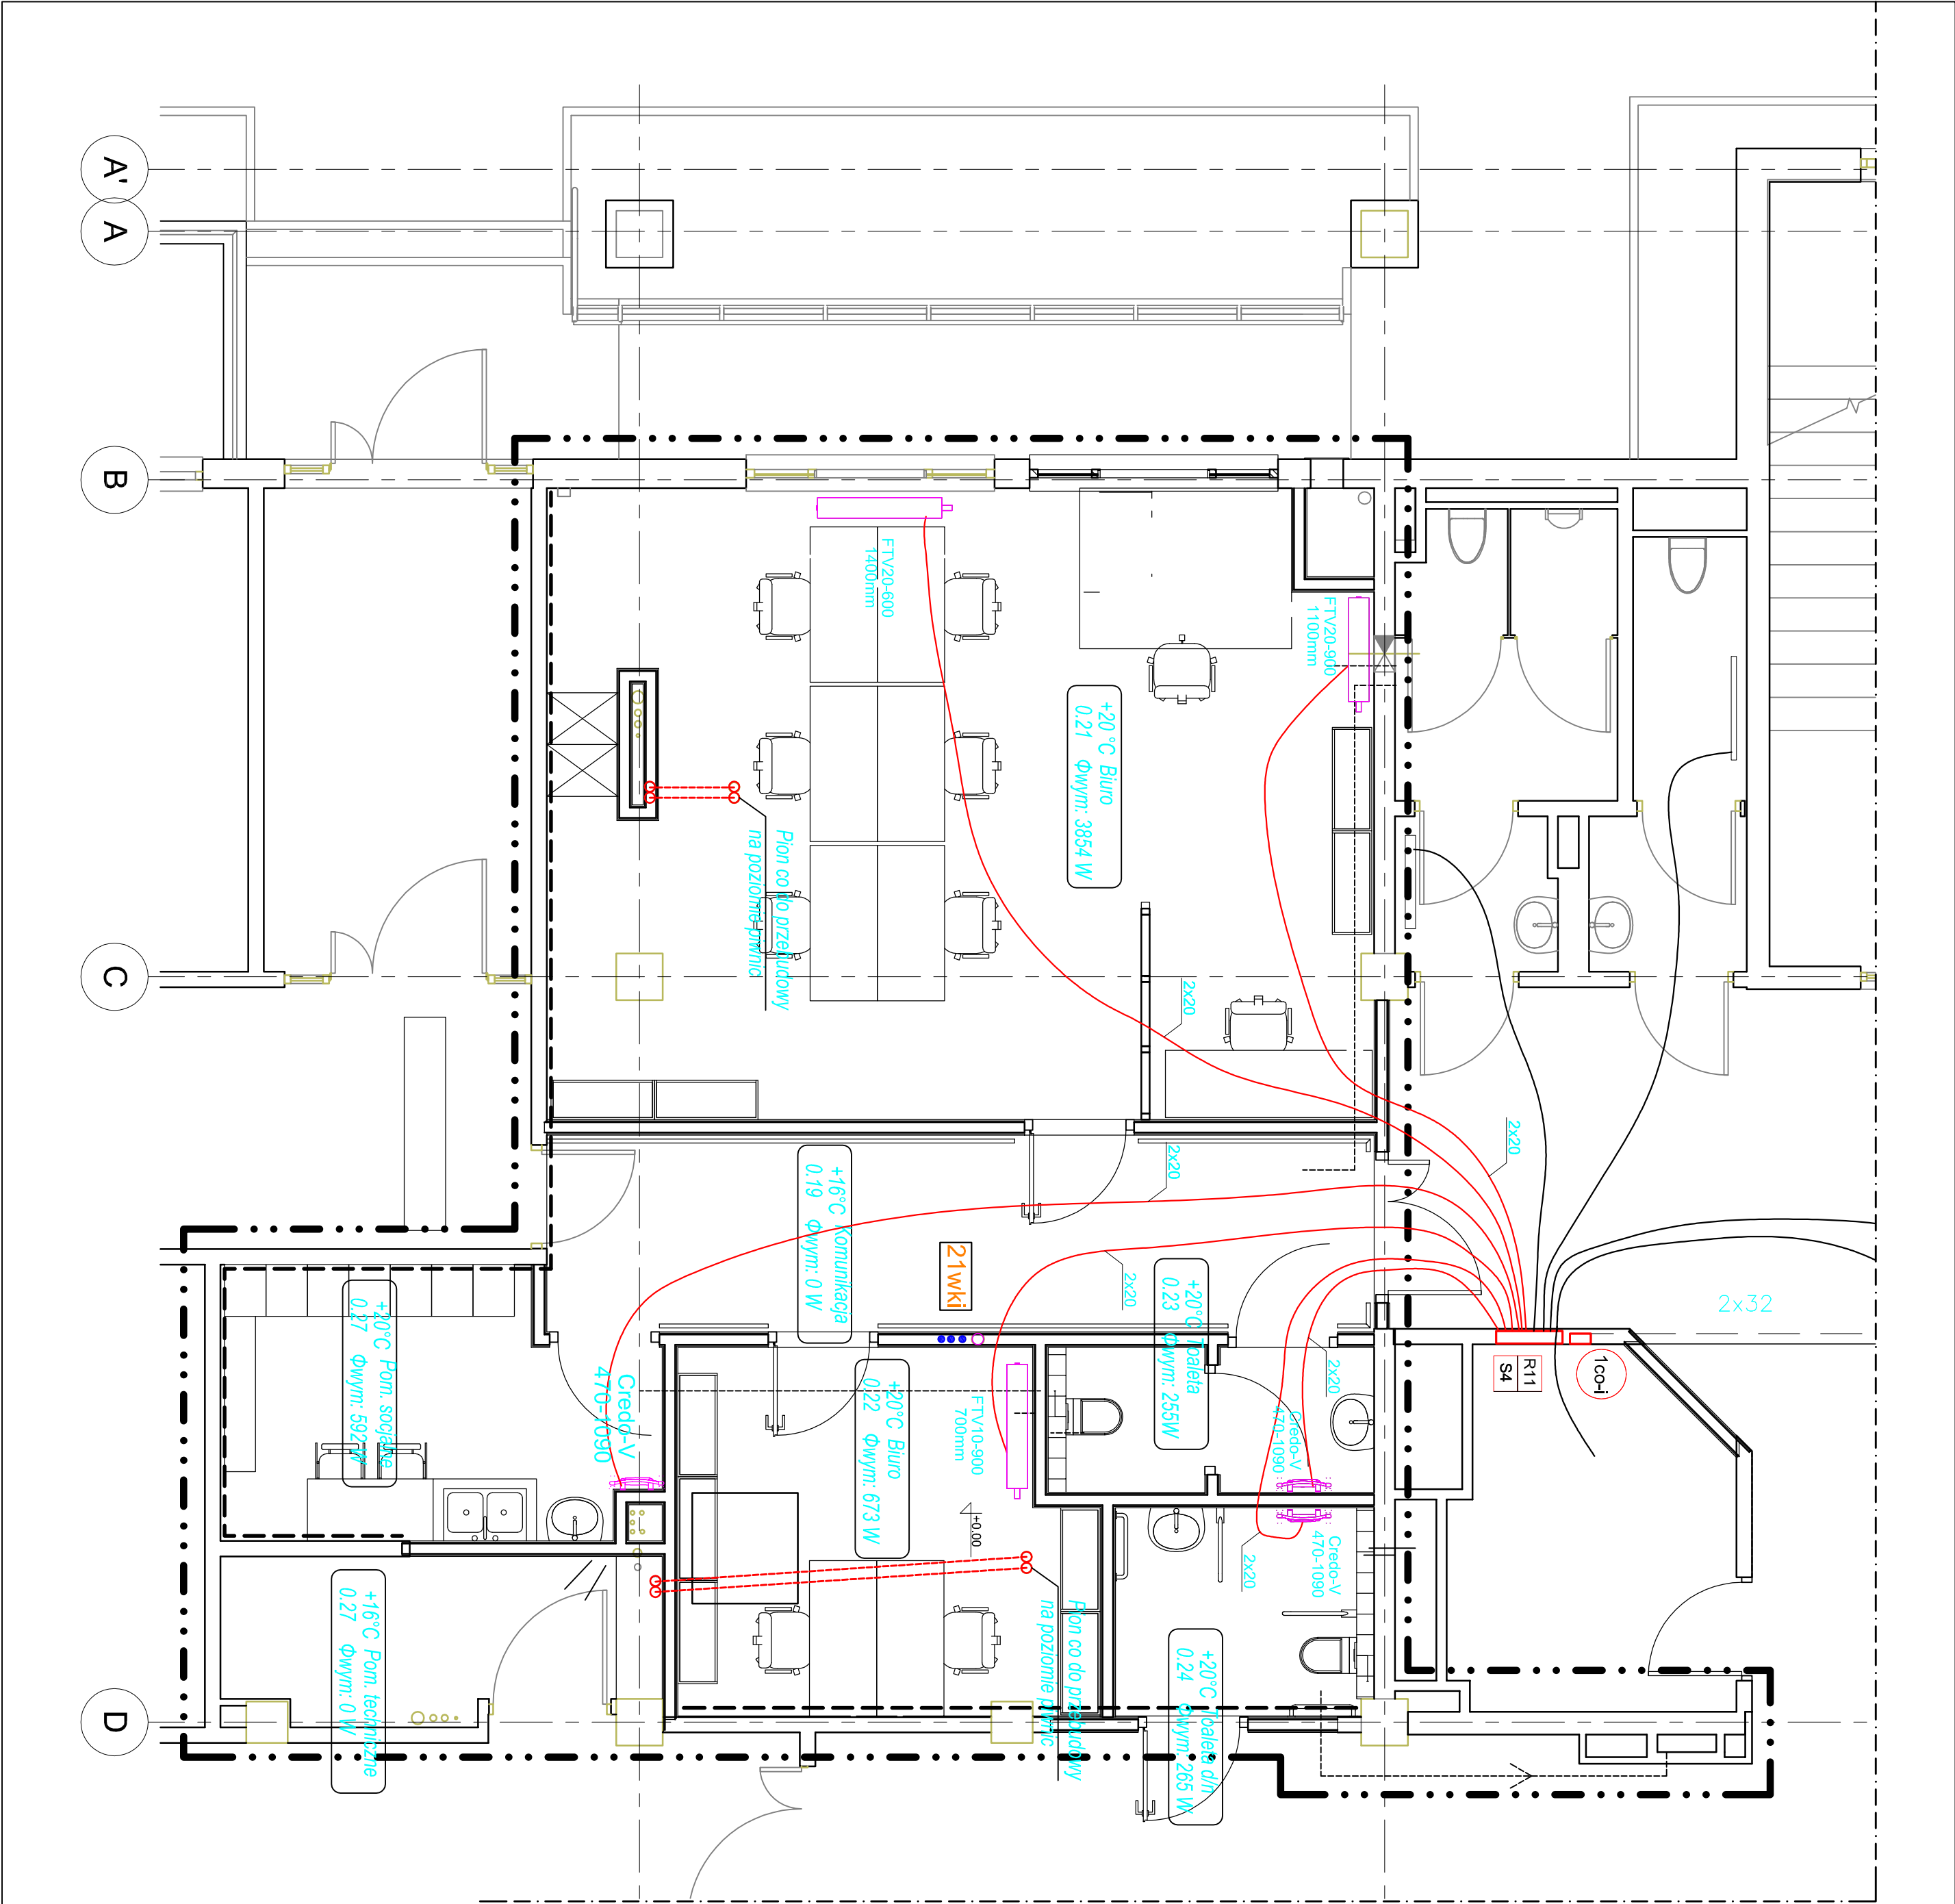 A'
A
B
C
D
FTV20-600
1400mm
FTV20-900
1100mm
+20 °C Biuro
0.21 Φwym: 3854 W
Pion co do przebudowy
na poziomie piwnic
2x20
2x20
2x20
+16°C Komunikacja
0.19 Φwym: 0 W
21wki
2x20
+20°C Toaleta
0.23 Φwym: 255W
2x20
2x32
1co-i
R11
S4
+20°C Pom. socjalne
0.27 Φwym: 592 W
Credo-V
470-1090
+20°C Biuro
0.22 Φwym: 673 W
FTV10-900
700mm
Credo-V
470-1090
+0.00
Credo-V
470-1090
2x20
+16°C Pom. techniczne
0.27 Φwym: 0 W
Pion co do przebudowy
na poziomie piwnic
+20°C Toaleta d/n
0.24 Φwym: 265 W